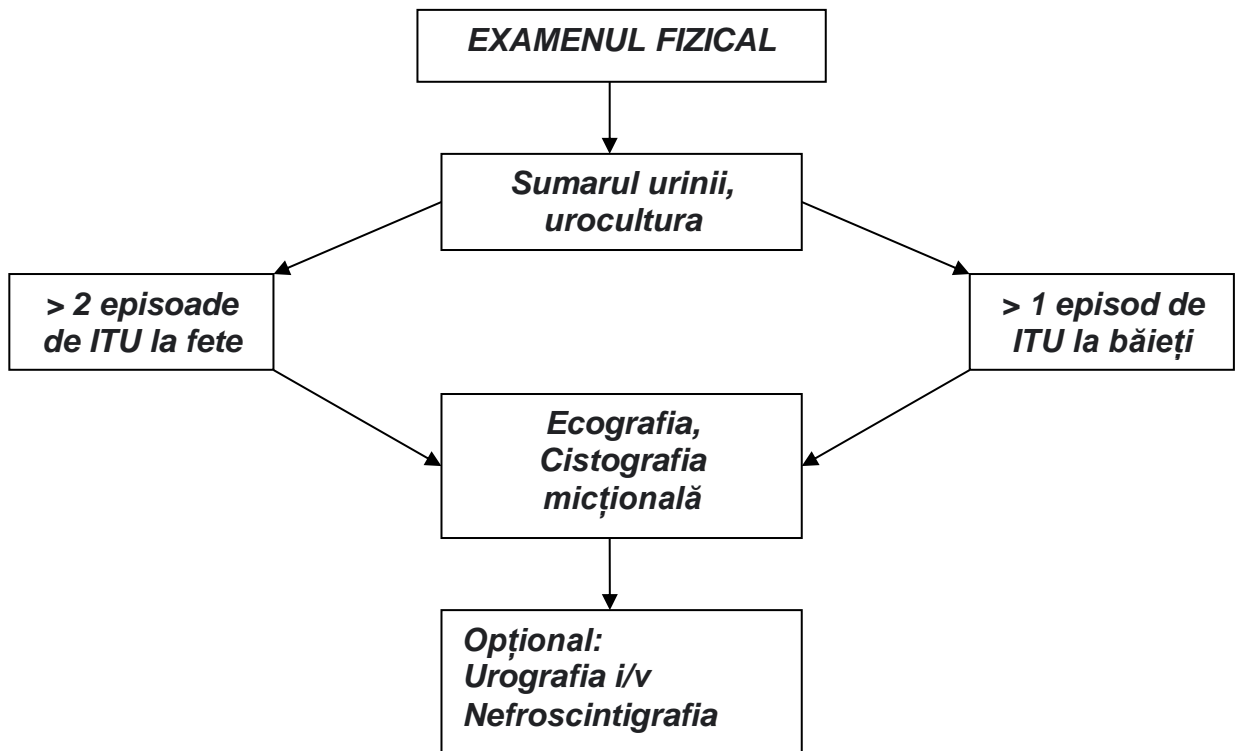 EXAMENUL FIZICAL
Sumarul urinii,
urocultura
> 2 episoade
de ITU la fete
> 1 episod de
ITU la băieți
Ecografia,
Cistografia
micțională
Opțional:
Urografia i/v
Nefroscintigrafia